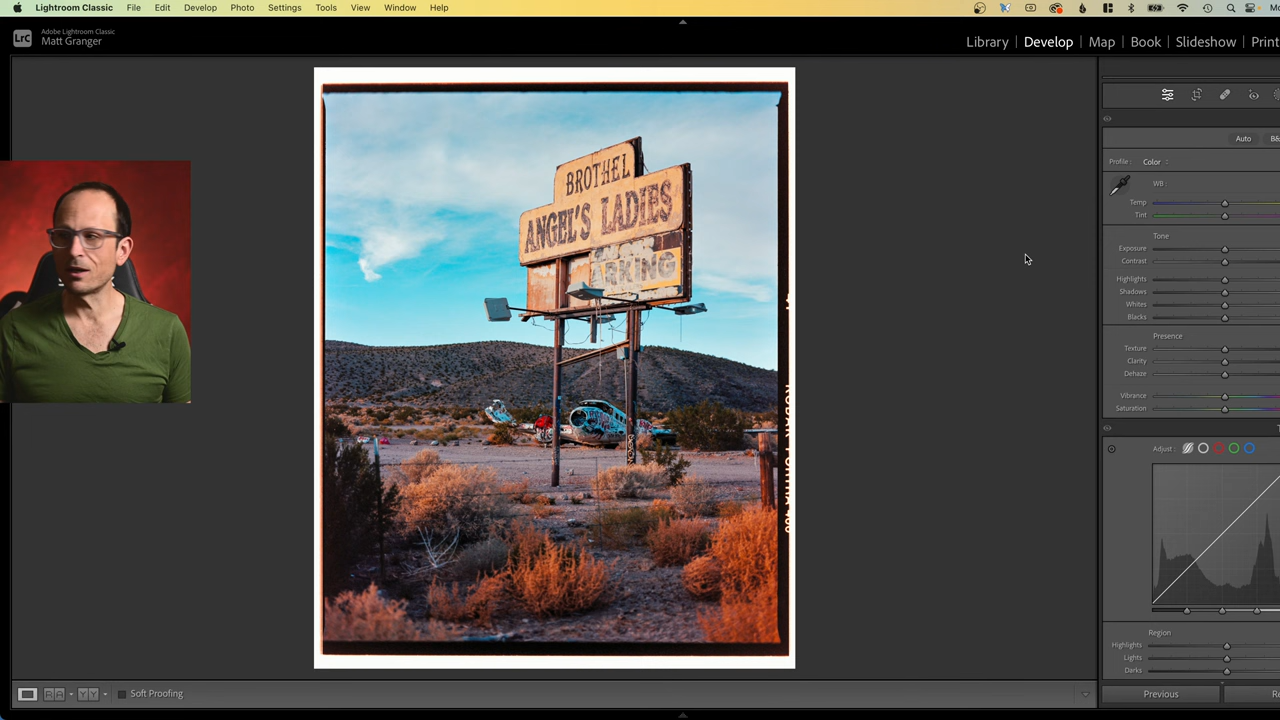 Lightroom Classic File Edit Develop Photo Settings Tools View Window Help
LrC
Adobe Lightroom Classic
Matt Granger
Library | Develop | Map | Book | Slideshow | Print
Auto
Profile : Color
WB :
Temp
Tint
Tone
Exposure
Contrast
Highlights
Shadows
Whites
Blacks
Presence
Texture
Clarity
Dehaze
Vibrance
Saturation
Adjust :
Region
Highlights
Lights
Darks
Previous
Soft Proofing
BROTHEL
ANGEL'S LADIES
ARKING